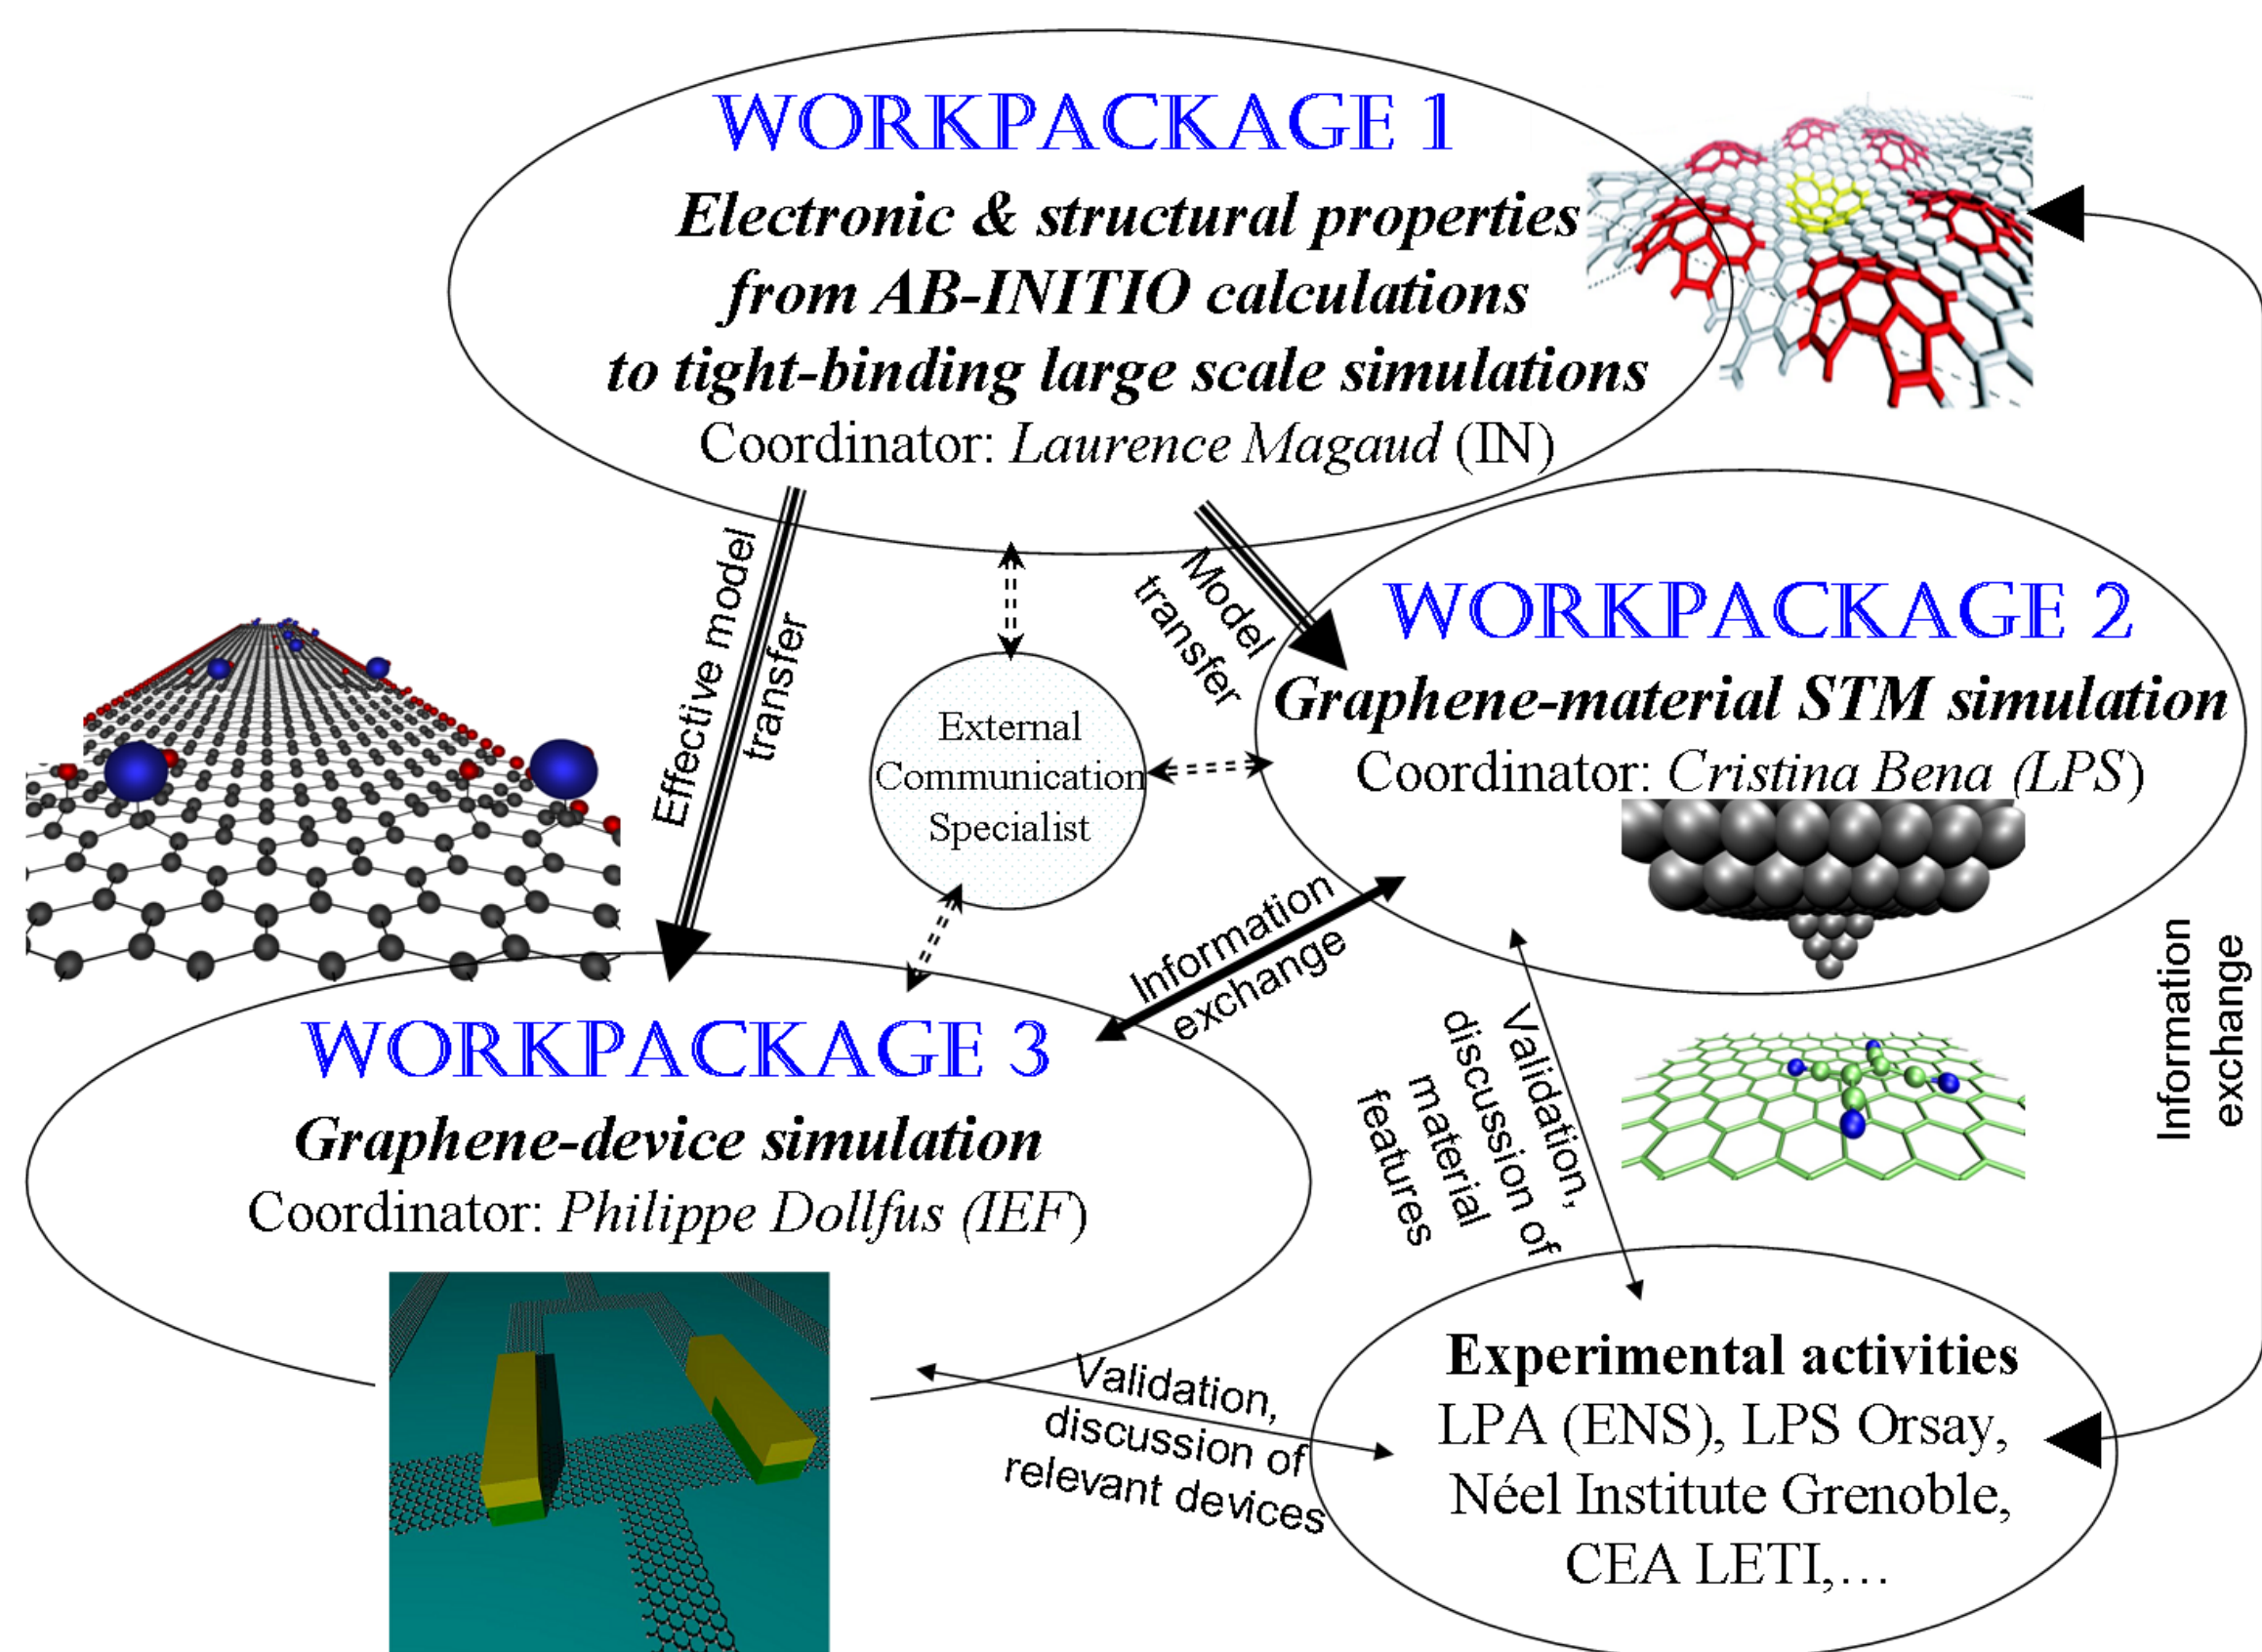 WORKPACKAGE 1
Electronic & structural properties
from AB-INITIO calculations
to tight-binding large scale simulations
Coordinator: Laurence Magaud (IN)
Effective model
transfer
Model
transfer
External
Communication
Specialist
WORKPACKAGE 2
Graphene-material STM simulation
Coordinator: Cristina Bena (LPS)
Information
exchange
Information
exchange
WORKPACKAGE 3
Graphene-device simulation
Coordinator: Philippe Dollfus (IEF)
Validation,
discussion of
material
features
Validation,
discussion of
relevant devices
Experimental activities
LPA (ENS), LPS Orsay,
Néel Institute Grenoble,
CEA LETI,…